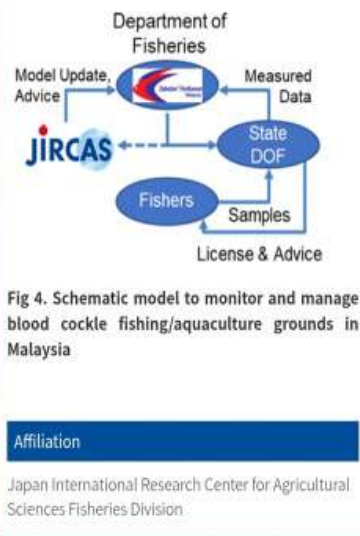 Department of
Fisheries
Model Update,
Advice
Measured
Data
JIRCAS
State
DOF
Fishers
Samples
License & Advice
Fig 4. Schematic model to monitor and manage
blood cockle fishing/aquaculture grounds in
Malaysia
Affiliation
Japan International Research Center for Agricultural
Sciences Fisheries Division